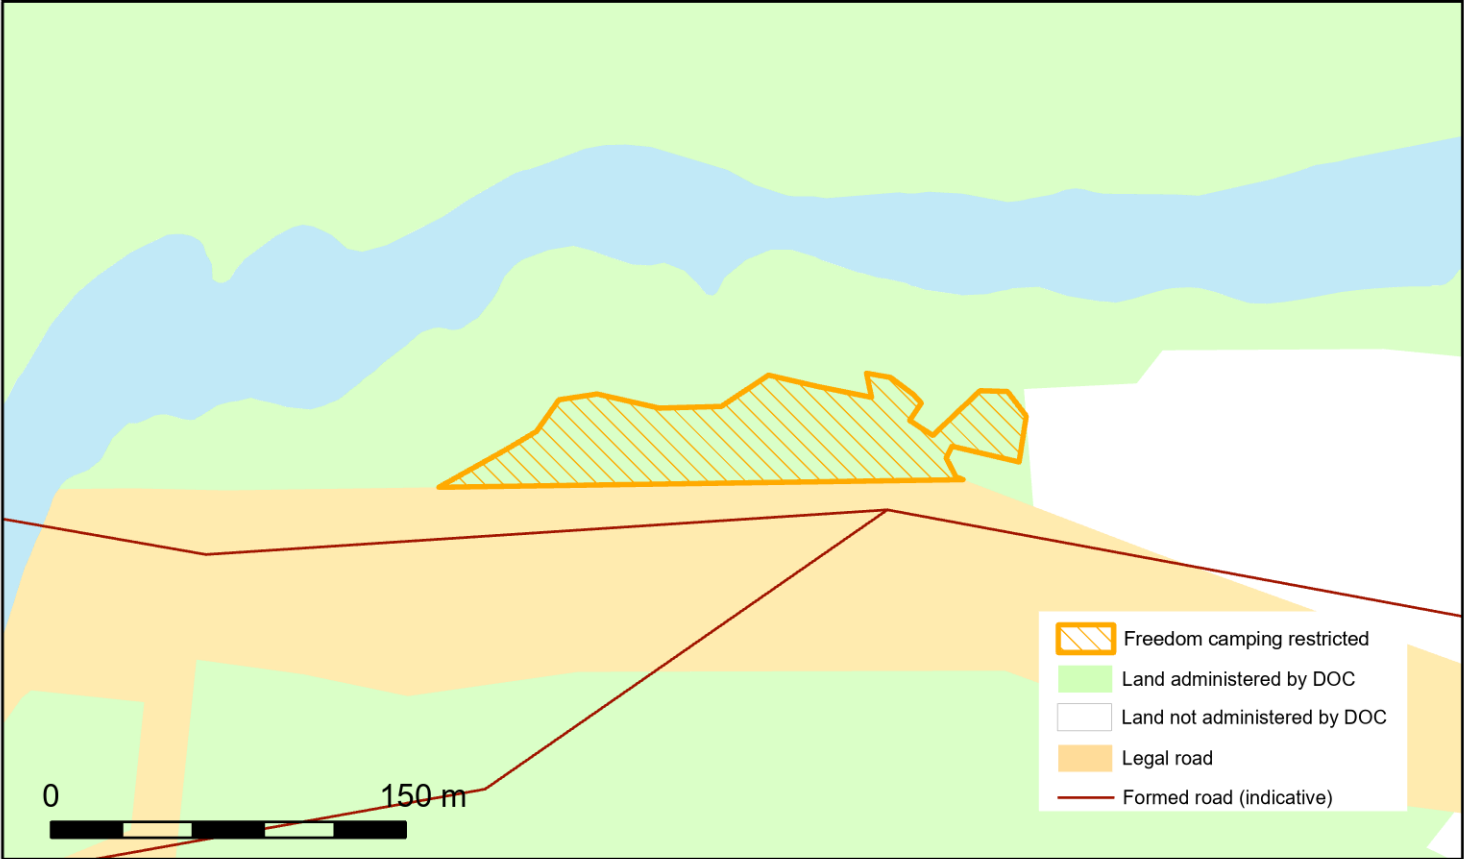 Freedom camping restricted
Land administered by DOC
Land not administered by DOC
Legal road
Formed road (indicative)
0 150 m